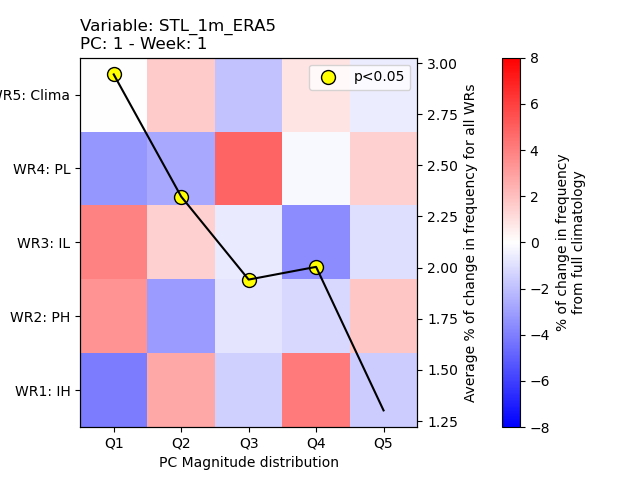 Variable: STL_1m_ERA5
PC: 1 - Week: 1
p<0.05
WR5: Clima
WR4: PL
WR3: IL
WR2: PH
WR1: IH
Q1 Q2 Q3 Q4 Q5
PC Magnitude distribution
3.00
2.75
2.50
2.25
2.00
1.75
1.50
1.25
Average % of change in frequency for all WRs
8
6
4
2
0
−2
−4
−6
−8
% of change in frequency
from full climatology